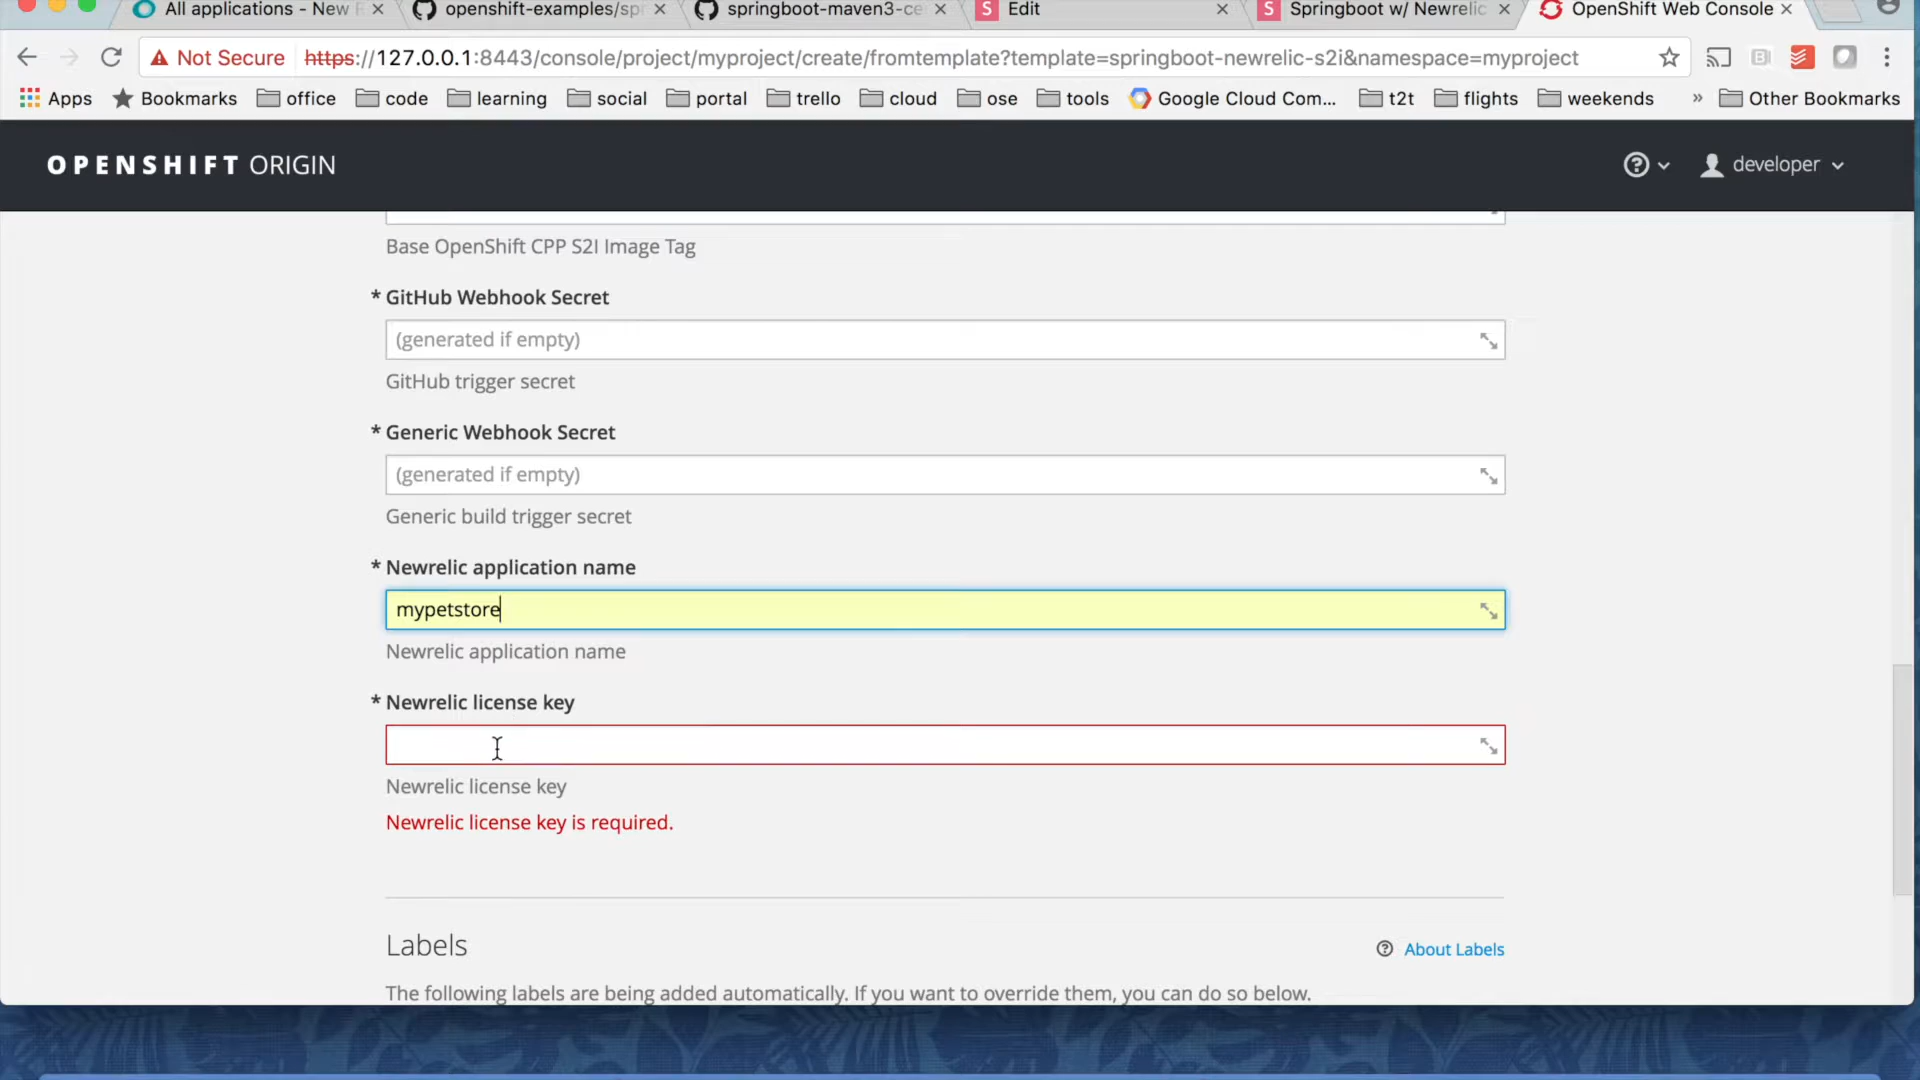 All applications - New R
openshift-examples/spr
springboot-maven3-cen
Edit
Springboot w/ Newrelic
OpenShift Web Console
Not Secure https://127.0.0.1:8443/console/project/myproject/create/fromtemplate?template=springboot-newrelic-s2i&namespace=myproject
Apps Bookmarks office code learning social portal trello cloud ose tools Google Cloud Com... t2t flights weekends » Other Bookmarks
OPENSHIFT ORIGIN
developer
Base OpenShift CPP S2I Image Tag
* GitHub Webhook Secret
(generated if empty)
GitHub trigger secret
* Generic Webhook Secret
(generated if empty)
Generic build trigger secret
* Newrelic application name
mypetstore
Newrelic application name
* Newrelic license key
Newrelic license key
Newrelic license key is required.
Labels
About Labels
The following labels are being added automatically. If you want to override them, you can do so below.